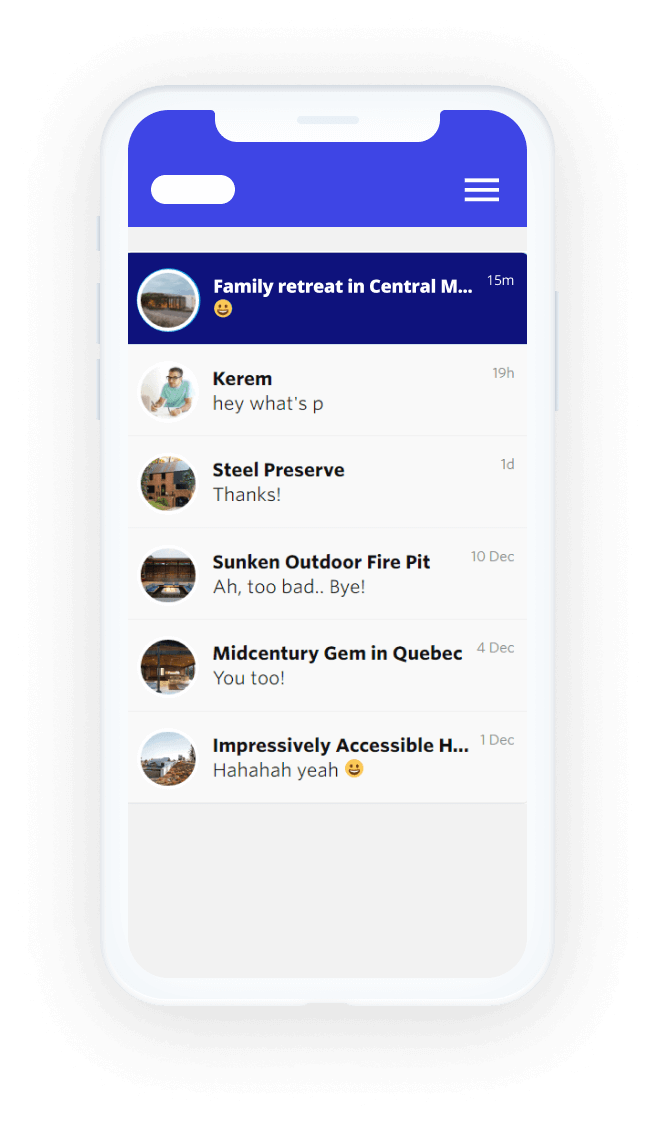 Family retreat in Central M... 15m
😀
Kerem 19h
hey what's p
Steel Preserve 1d
Thanks!
Sunken Outdoor Fire Pit 10 Dec
Ah, too bad.. Bye!
Midcentury Gem in Quebec 4 Dec
You too!
Impressively Accessible H... 1 Dec
Hahahah yeah 😀